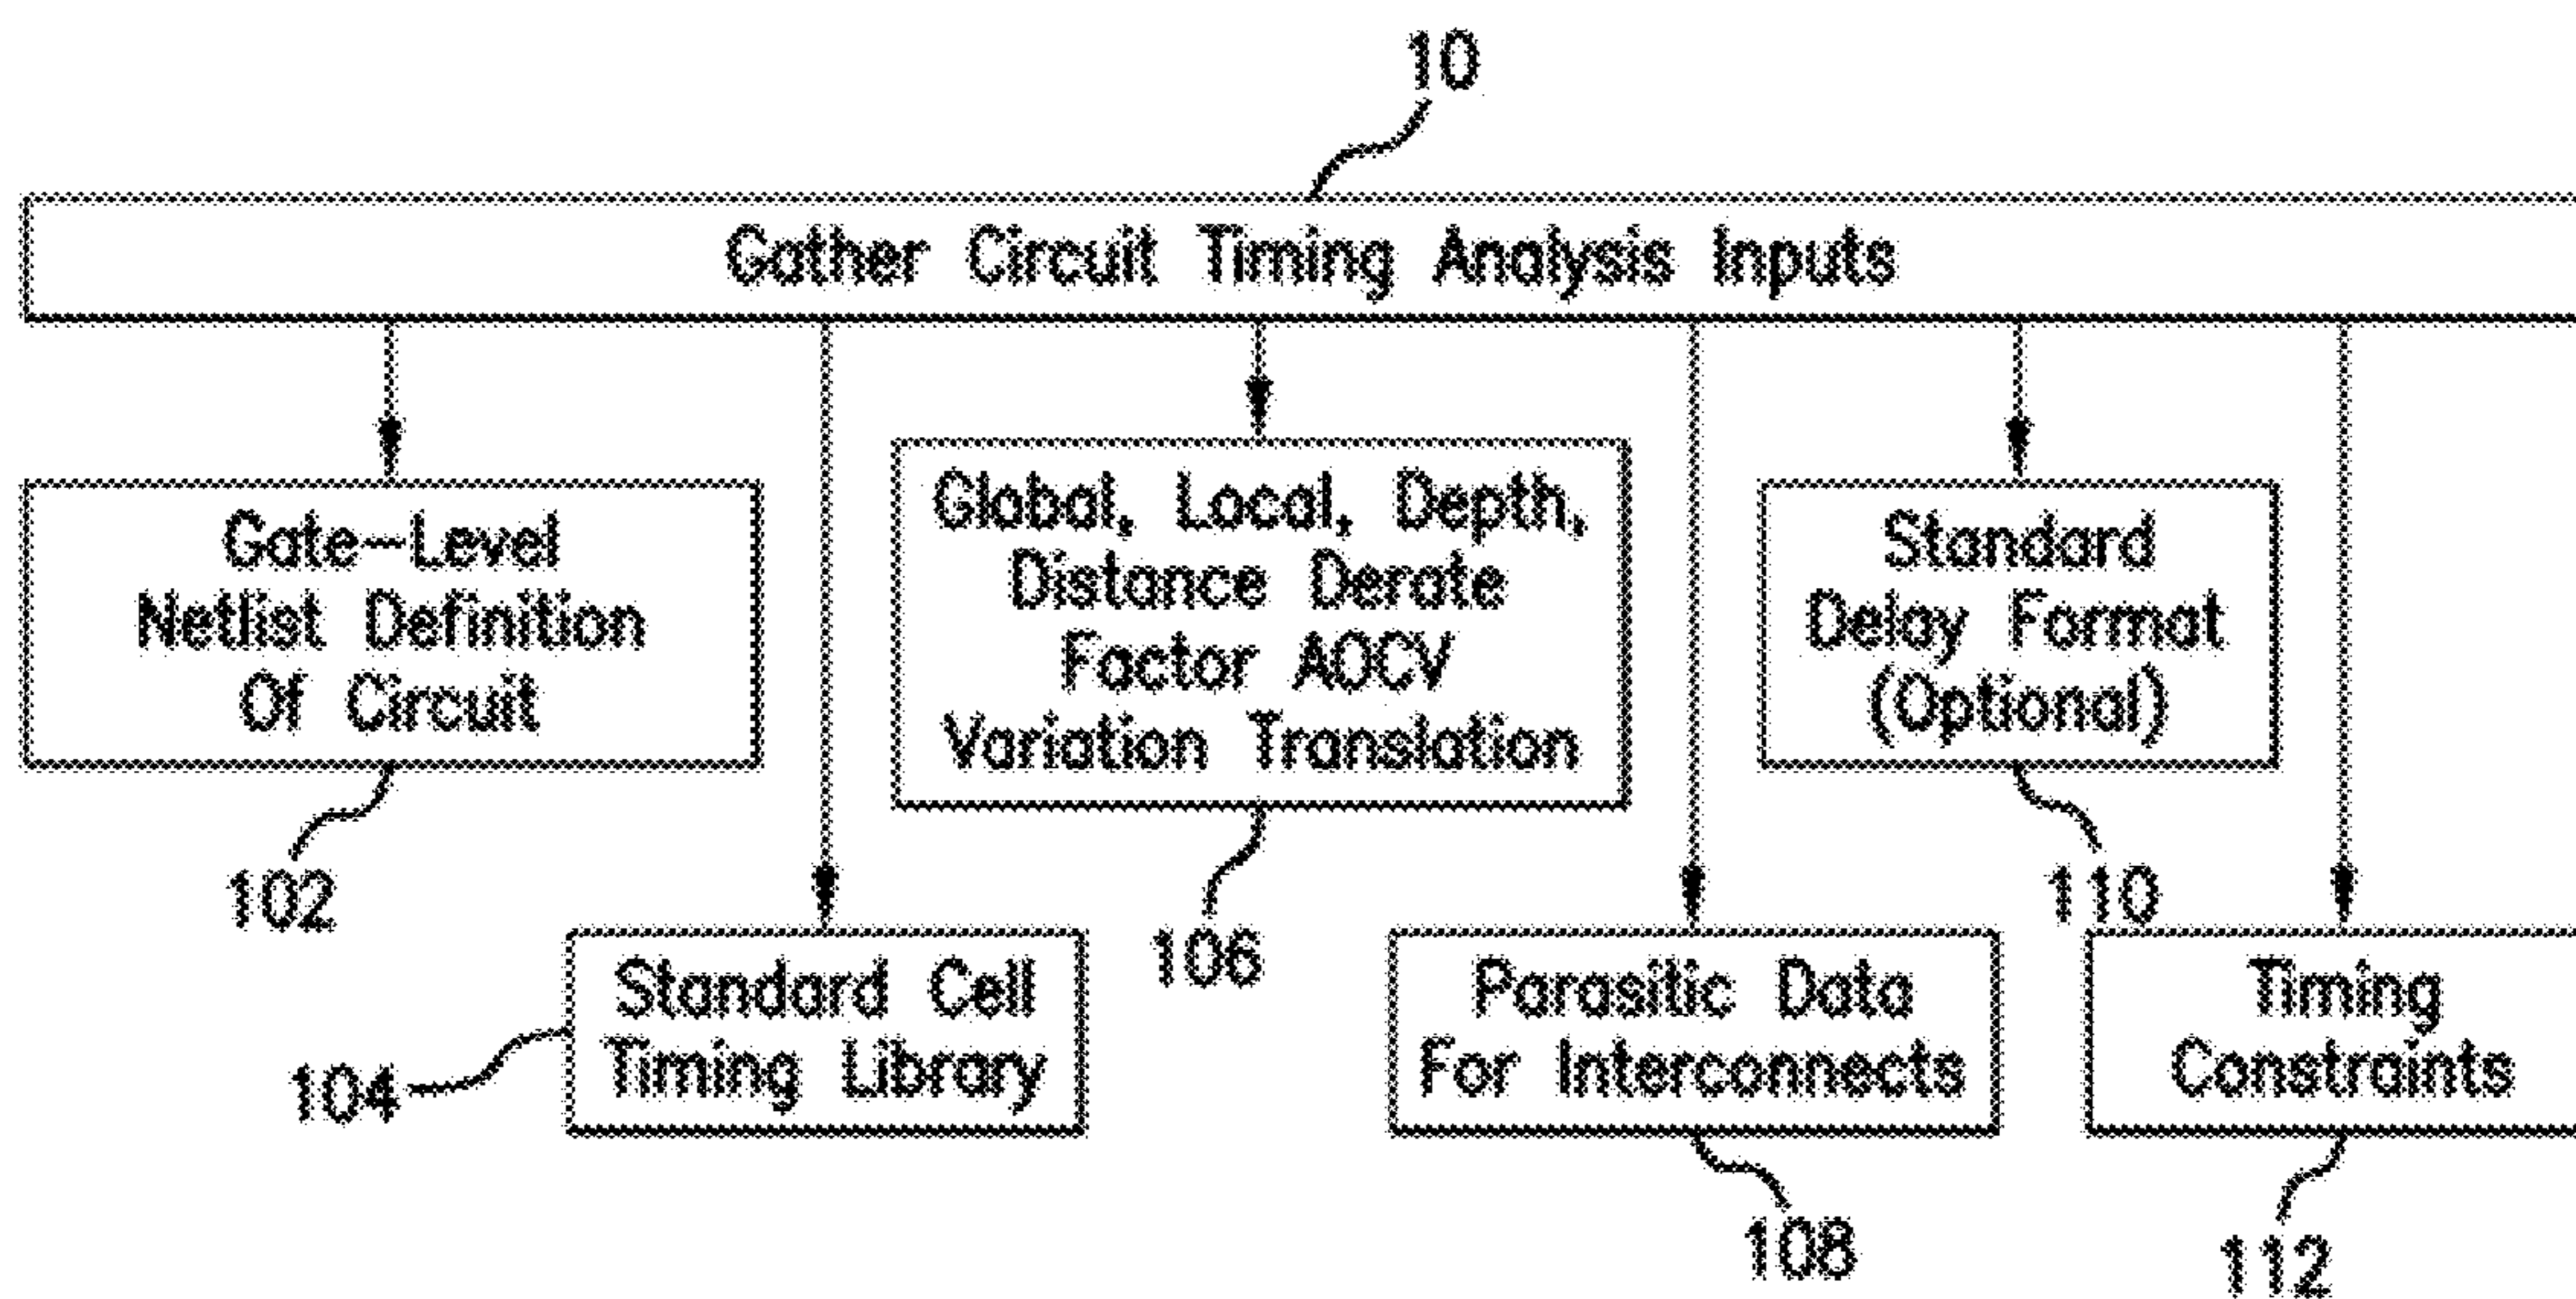 10
Gather Circuit Timing Analysis Inputs
Gate-Level
Netlist Definition
Of Circuit
102
Standard Cell
Timing Library
104
Global, Local, Depth,
Distance Derate
Factor AOCV
Variation Translation
106
Parasitic Data
For Interconnects
108
Standard
Delay Format
(Optional)
110
Timing
Constraints
112